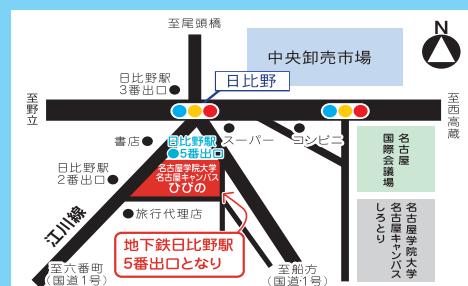 至尾頭橋
N
中央卸売市場
日比野駅
3番出口
日比野
至野立
至西高蔵
書店
日比野駅
5番出口
スーパー
コンビニ
日比野駅
2番出口
名古屋学院大学
名古屋キャンパス
ひびの
名古屋
国際会議場
旅行代理店
江川線
地下鉄日比野駅
5番出口となり
名古屋学院大学
名古屋キャンパス
しろとり
至六番町
(国道1号)
至船方
(国道·1号)